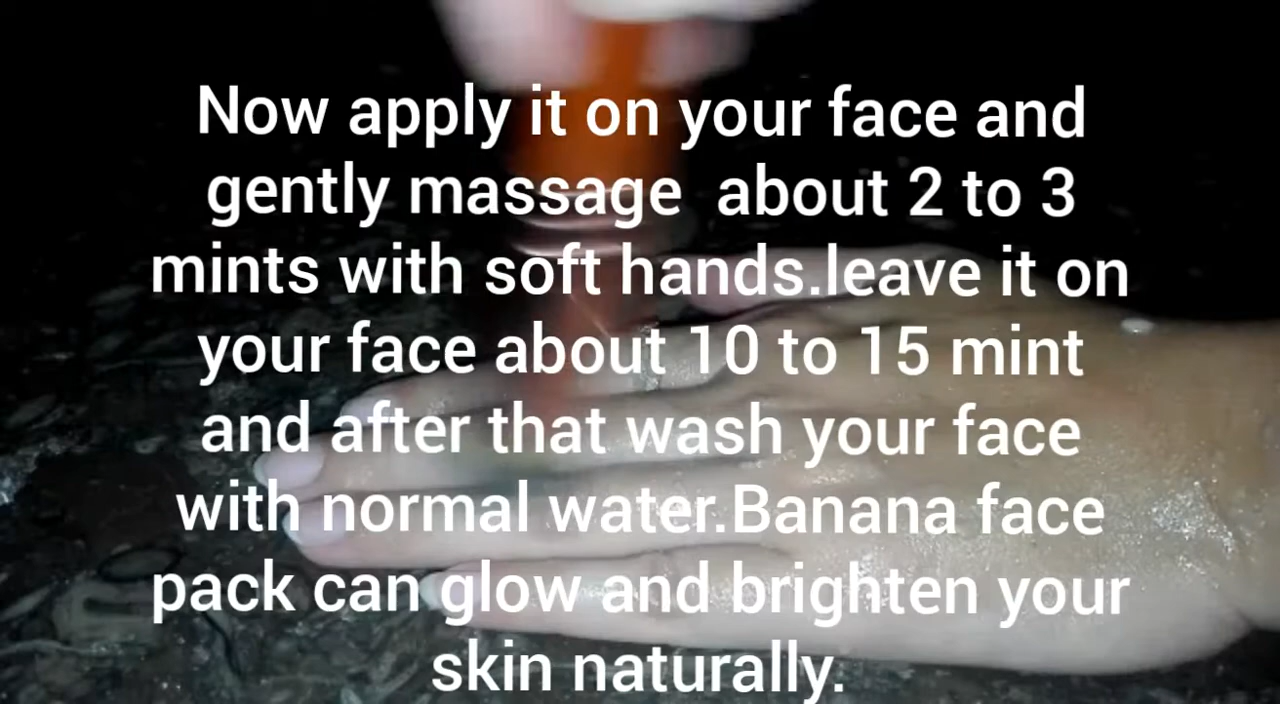 Now apply it on your face and
gently massage  about 2 to 3
mints with soft hands.leave it on
your face about 10 to 15 mint
and after that wash your face
with normal water.Banana face
pack can glow and brighten your
skin naturally.